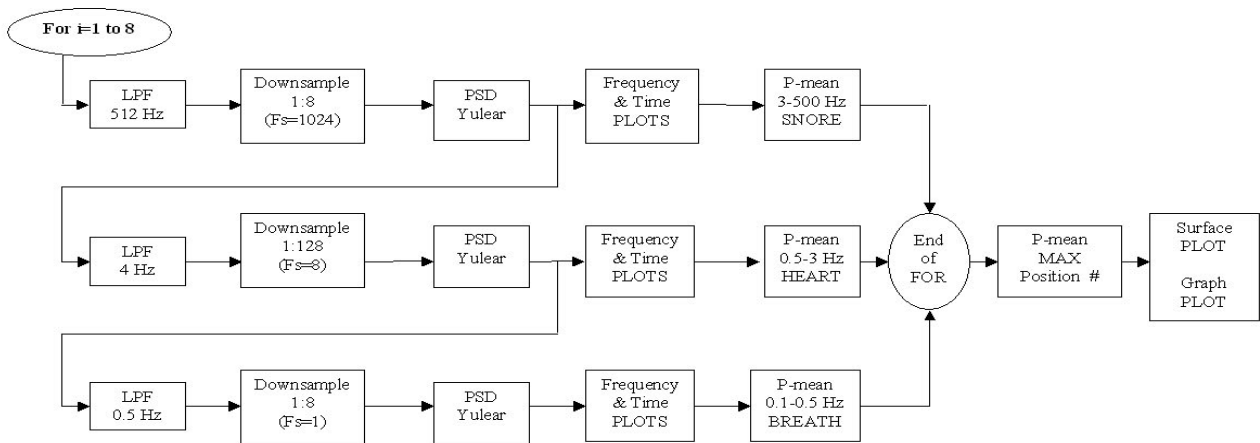 For i=1 to 8
LPF
512 Hz
Downsample
1:8
(Fs=1024)
PSD
Yulear
Frequency
& Time
PLOTS
P-mean
3-500 Hz
SNORE
LPF
4 Hz
Downsample
1:128
(Fs=8)
PSD
Yulear
Frequency
& Time
PLOTS
P-mean
0.5-3 Hz
HEART
End
of
FOR
P-mean
MAX
Position #
Surface
PLOT
Graph
PLOT
LPF
0.5 Hz
Downsample
1:8
(Fs=1)
PSD
Yulear
Frequency
& Time
PLOTS
P-mean
0.1-0.5 Hz
BREATH